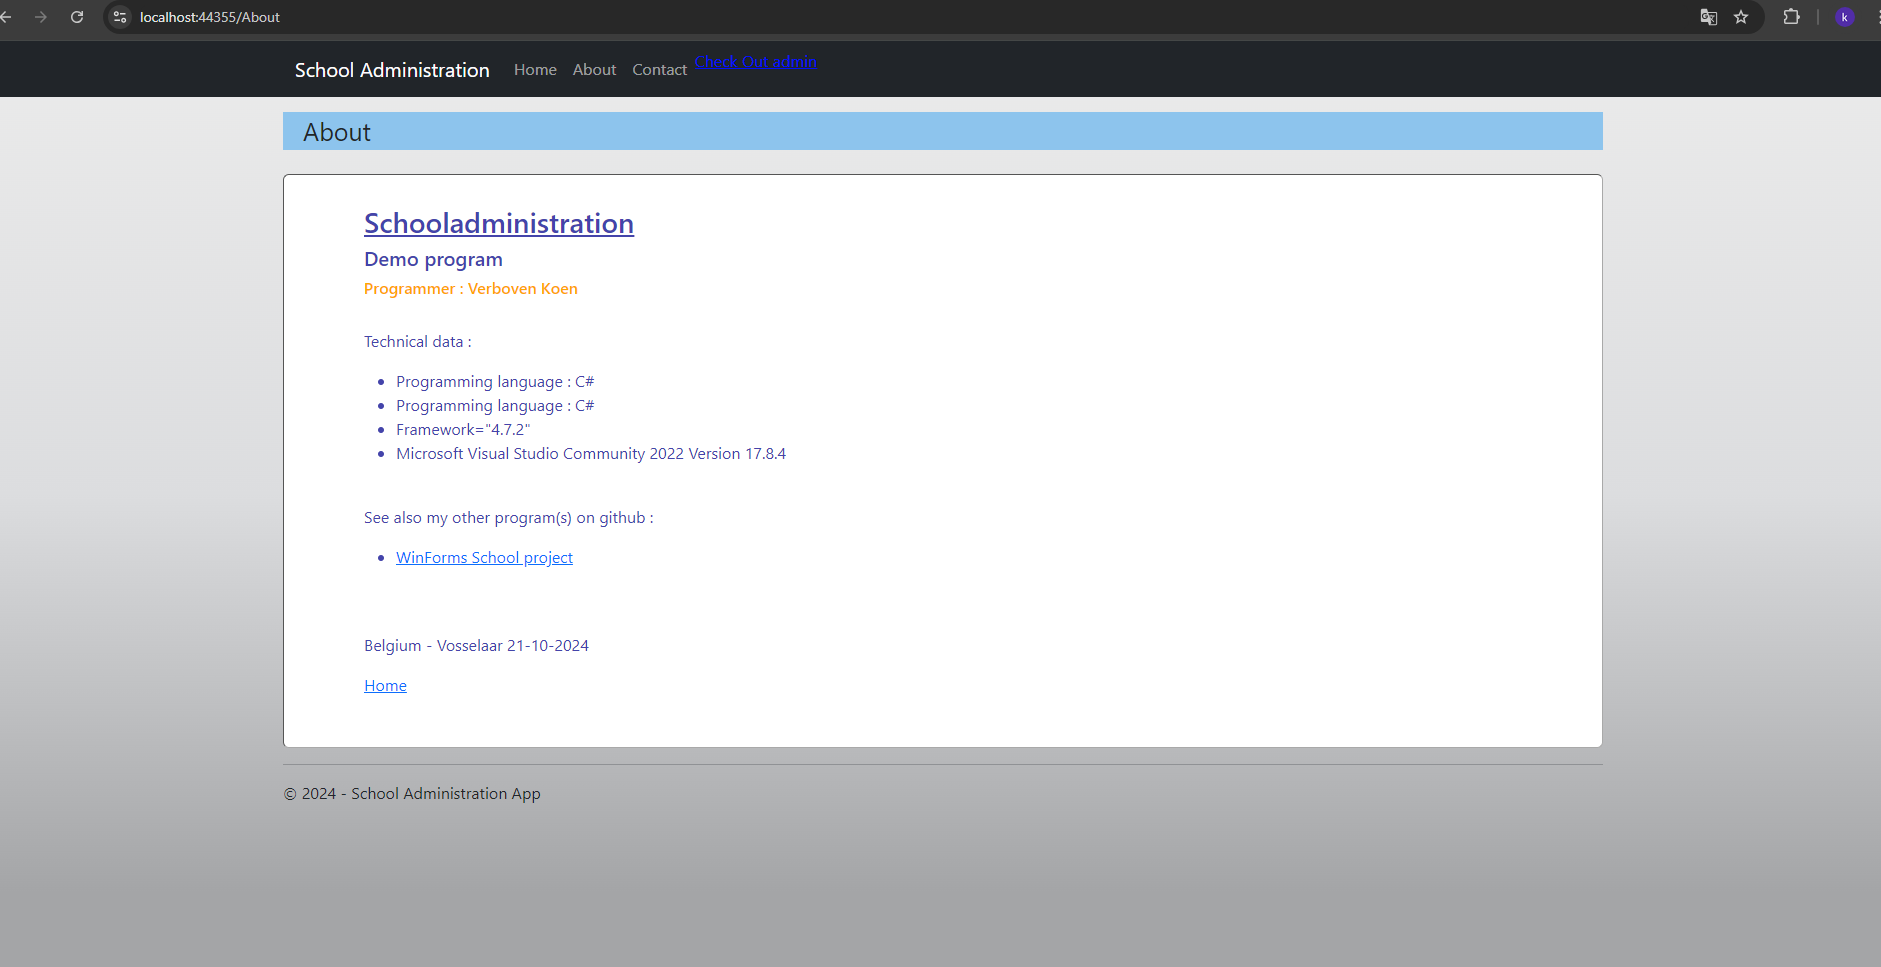 localhost:44355/About
k
School Administration Home About Contact Check Out admin
About
Schooladministration
Demo program
Programmer : Verboven Koen
Technical data :
Programming language : C#
Programming language : C#
Framework="4.7.2"
Microsoft Visual Studio Community 2022 Version 17.8.4
See also my other program(s) on github :
WinForms School project
Belgium - Vosselaar 21-10-2024
Home
© 2024 - School Administration App